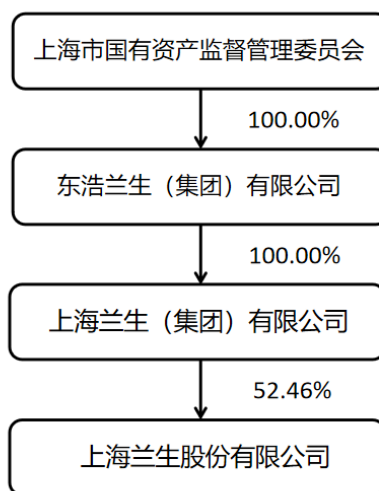 上海市国有资产监督管理委员会
100.00%
东浩兰生（集团）有限公司
100.00%
上海兰生（集团）有限公司
52.46%
上海兰生股份有限公司